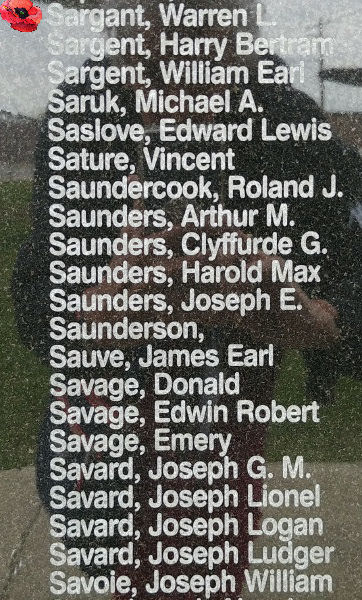 Sargant, Warren L.
Sargent, Harry Bertram
Sargent, William Earl
Saruk, Michael A.
Saslove, Edward Lewis
Sature, Vincent
Saundercook, Roland J.
Saunders, Arthur M.
Saunders, Clyffurde G.
Saunders, Harold Max
Saunders, Joseph E.
Saunderson,
Sauve, James Earl
Savage, Donald
Savage, Edwin Robert
Savage, Emery
Savard, Joseph G. M.
Savard, Joseph Lionel
Savard, Joseph Logan
Savard, Joseph Ludger
Savoie, Joseph William